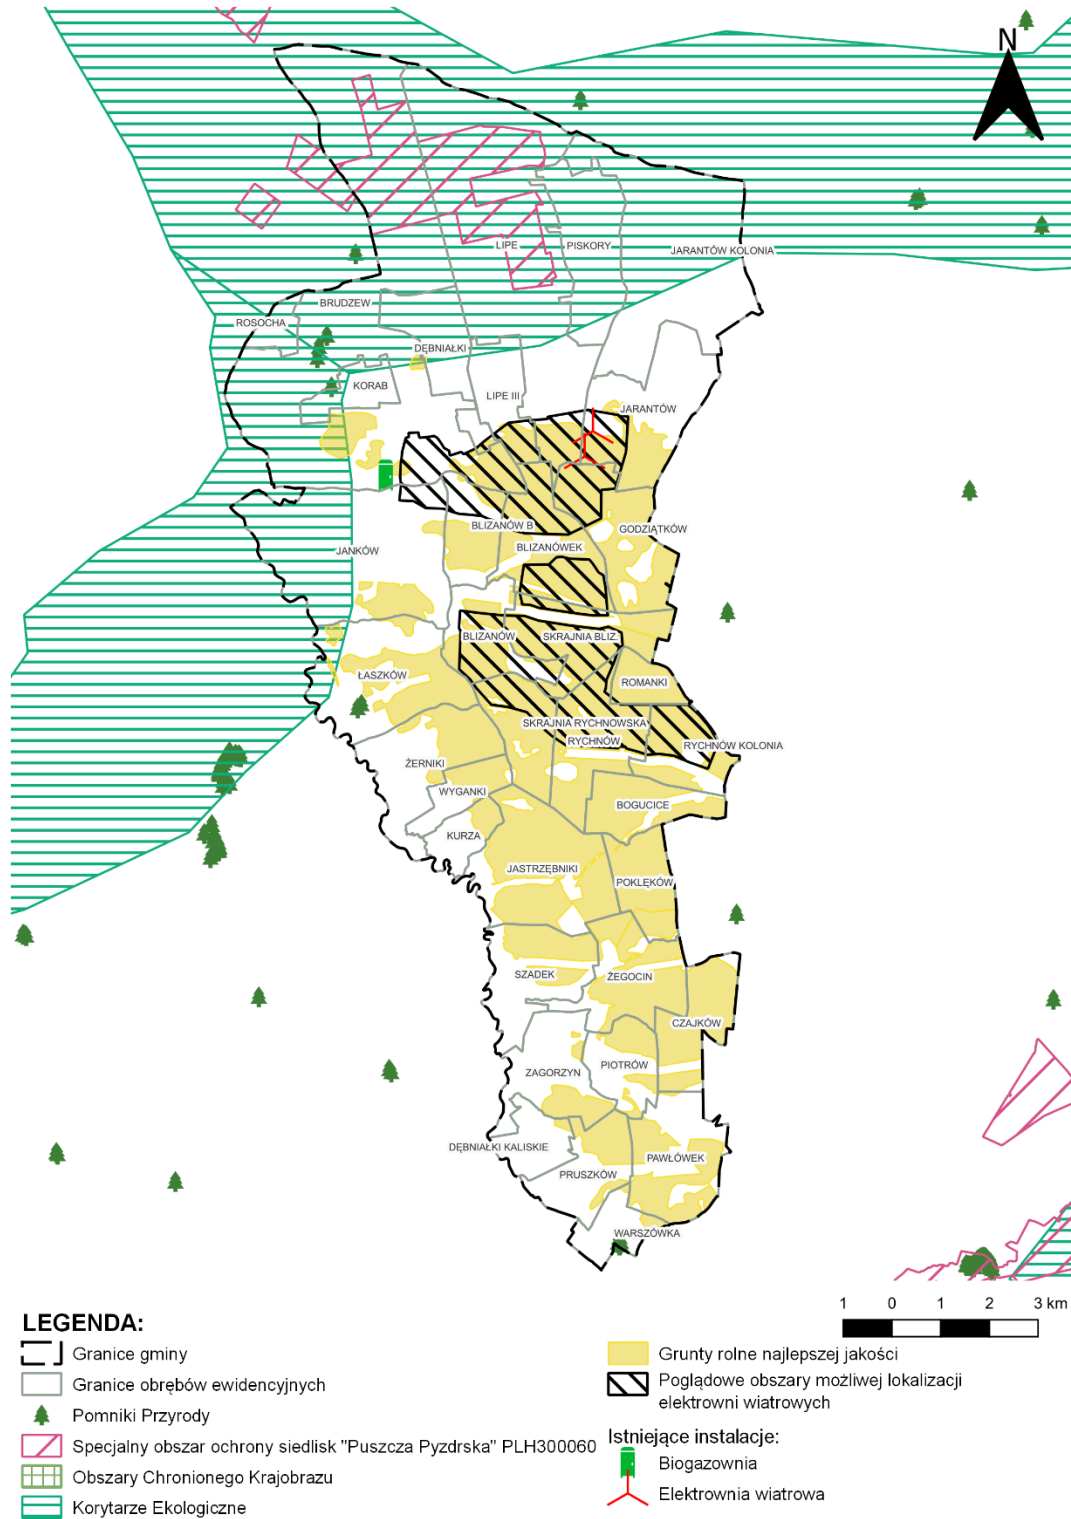 N
LIPE
PISKORY
JARANTÓW KOLONIA
BRUDZEW
ROSOCHA
DĘBNIAŁKI
KORAB
LIPE III
JARANTÓW
BLIZANÓW B
GODZIĄTKÓW
BLIZANÓWEK
JANKÓW
BLIZANÓW
SKRAJNIA BLIZ.
ŁASZKÓW
ROMANKI
SKRAJNIA RYCHNOWSKA
RYCHNÓW
RYCHNÓW KOLONIA
ŻERNIKI
WYGANKI
BOGUCICE
KURZA
JASTRZĘBNIKI
POKLĘKÓW
SZADEK
ŻEGOCIN
CZAJKÓW
ZAGORZYN
PIOTRÓW
DĘBNIAŁKI KALISKIE
PAWŁÓWEK
PRUSZKÓW
WARSZÓWKA
1 0 1 2 3 km
LEGENDA:
Granice gminy
Granice obrębów ewidencyjnych
Pomniki Przyrody
Specjalny obszar ochrony siedlisk "Puszcza Pyzdrska" PLH300060
Obszary Chronionego Krajobrazu
Korytarze Ekologiczne
Grunty rolne najlepszej jakości
Poglądowe obszary możliwej lokalizacji
elektrowni wiatrowych
Istniejące instalacje:
Biogazownia
Elektrownia wiatrowa